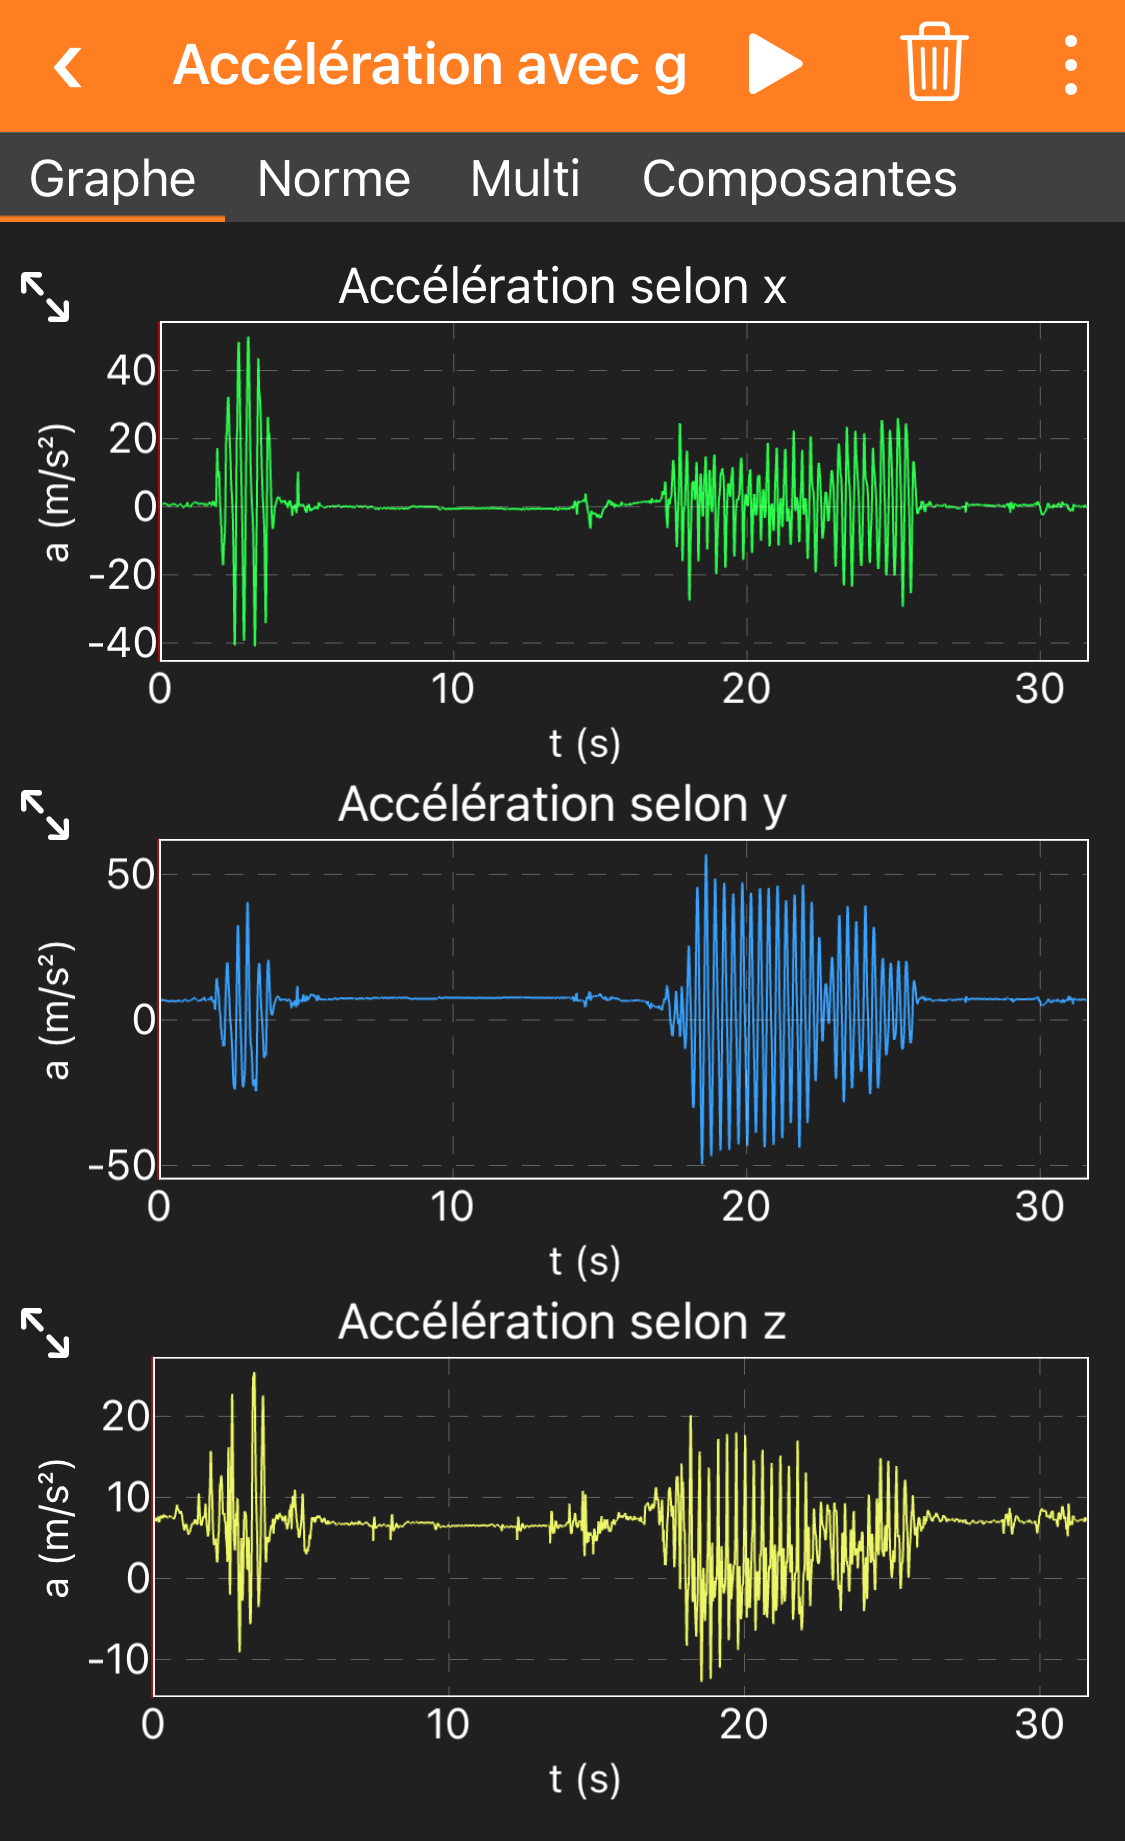 Accélération avec g
Graphe Norme Multi Composantes
Accélération selon x
40
20
0
-20
-40
a (m/s²)
0 10 20 30
t (s)
Accélération selon y
50
0
-50
a (m/s²)
0 10 20 30
t (s)
Accélération selon z
20
10
0
-10
a (m/s²)
0 10 20 30
t (s)